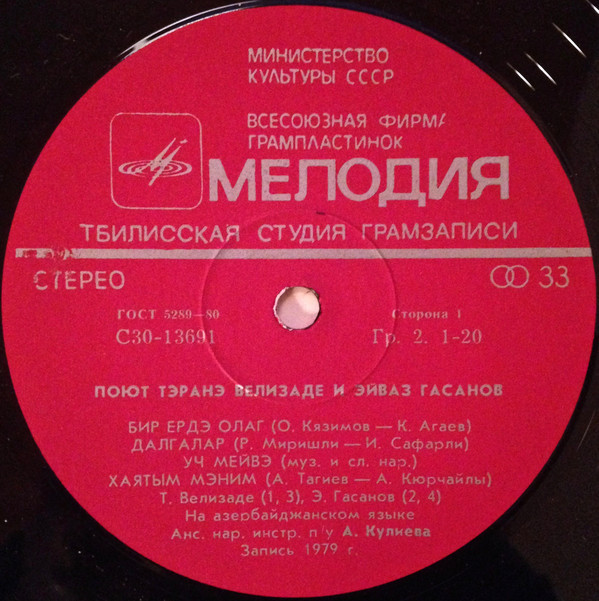 МИНИСТЕРСТВО
КУЛЬТУРЫ СССР
ВСЕСОЮЗНАЯ ФИРМА
ГРАМПЛАСТИНОК
МЕЛОДИЯ
ТБИЛИССКАЯ СТУДИЯ ГРАМЗАПИСИ
СТЕРЕО 33
ГОСТ 5289—80 Сторона 1
С30-13691 Гр. 2. 1-20
ПОЮТ ТЭРАНЭ ВЕЛИЗАДЕ И ЭЙВАЗ ГАСАНОВ
БИР ЕРДЭ ОЛАГ (О. Кязимов — К. Агаев)
ДАЛГАЛАР (Р. Миришли — И. Сафарли)
УЧ МЕЙВЭ (муз. и сл. нар.)
ХАЯТЫМ МЭНИМ (А. Тагиев — А. Кюрчайлы)
Т. Велизаде (1, 3), Э. Гасанов (2, 4)
На азербайджанском языке
Анс. нар. инстр. п/у А. Кулиева
Запись 1979 г.